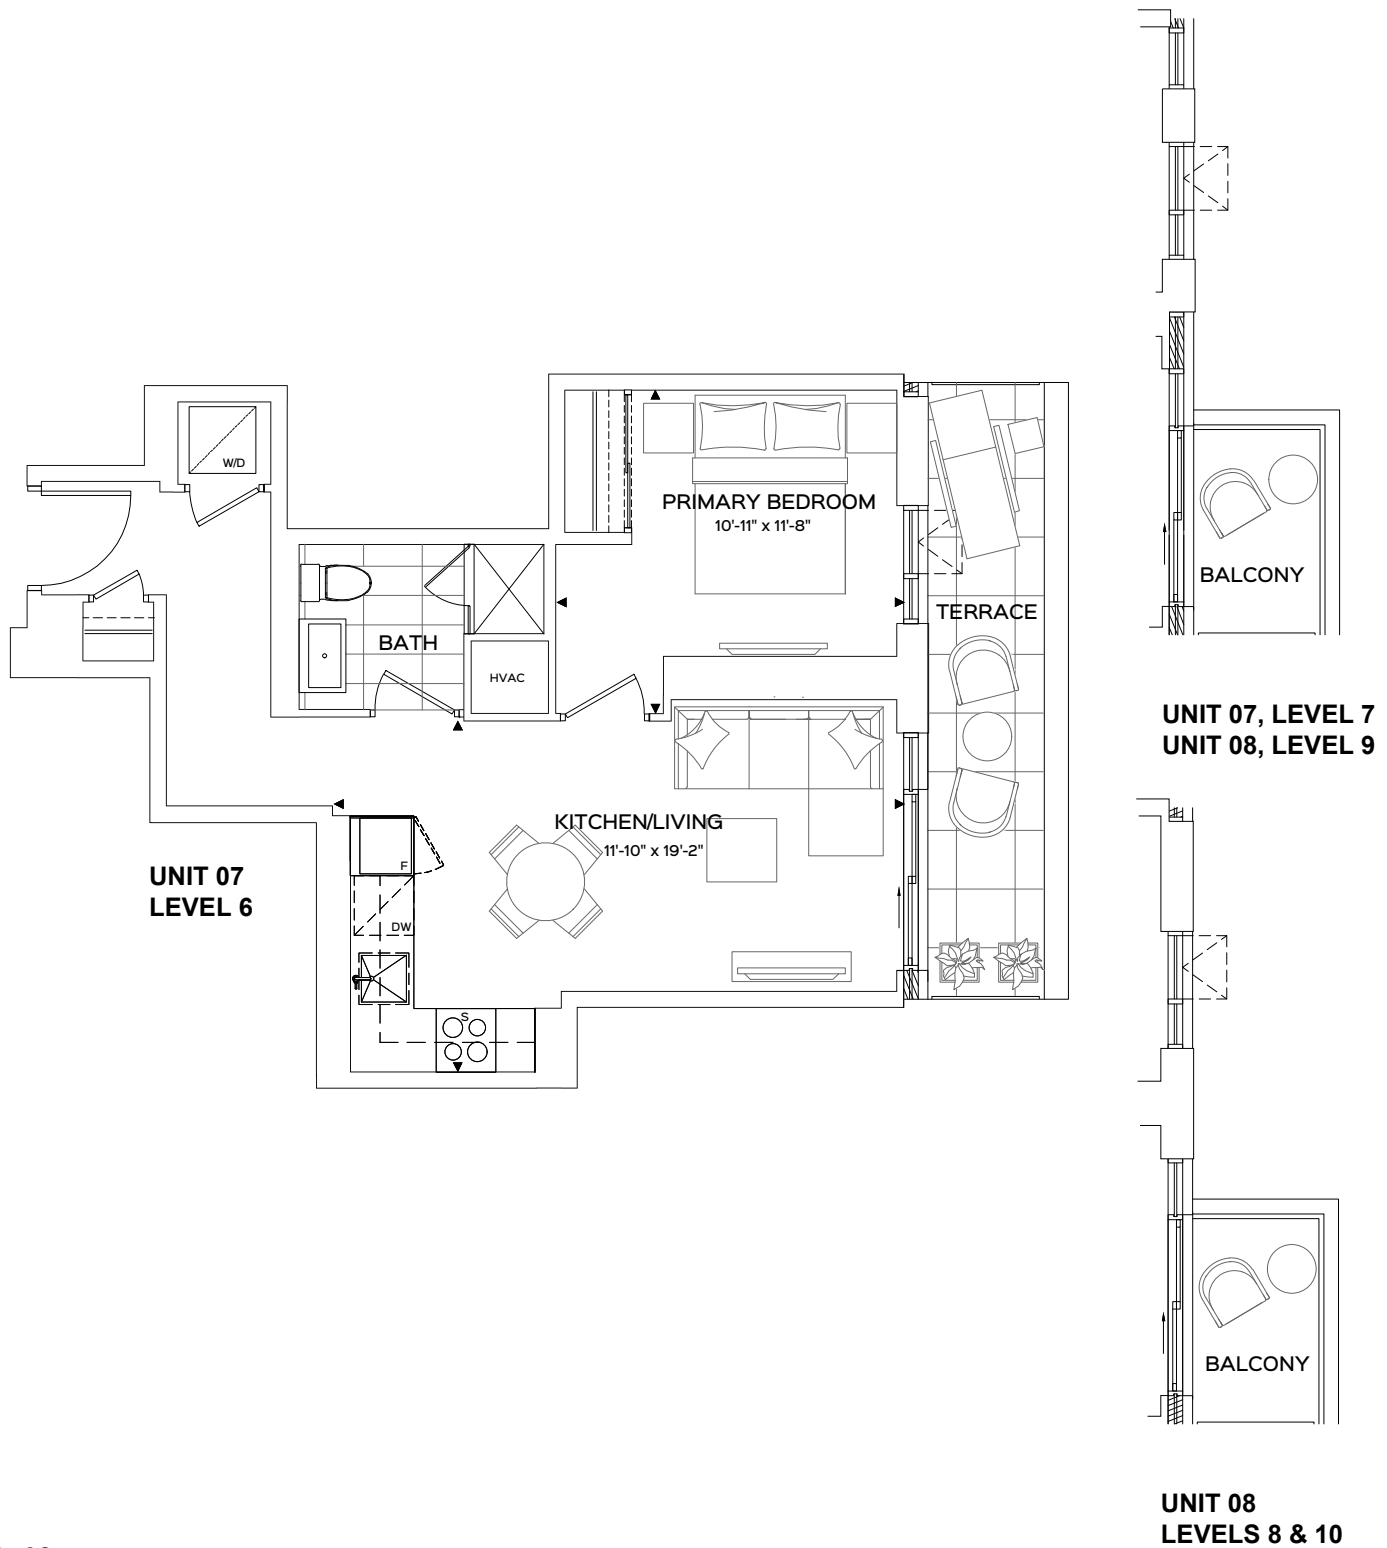 W/D
PRIMARY BEDROOM
10'-11" x 11'-8"
TERRACE
BATH
HVAC
KITCHEN/LIVING
11'-10" x 19'-2"
F
DW
S
UNIT 07
LEVEL 6
BALCONY
UNIT 07, LEVEL 7
UNIT 08, LEVEL 9
BALCONY
UNIT 08
LEVELS 8 & 10